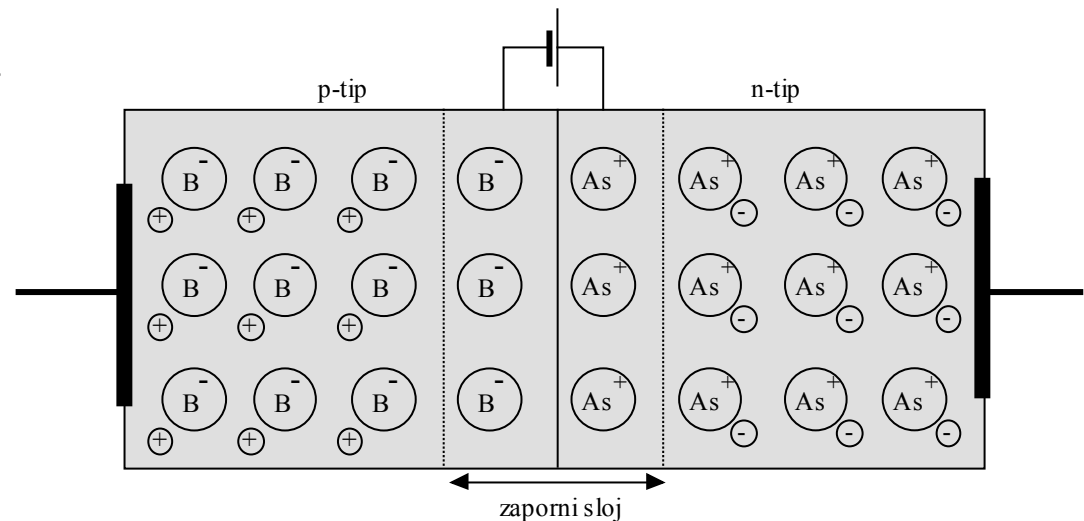 p-tip n-tip
B - B - B - B - As + As + As + As +
+ + + - - -
B - B - B - B - As + As + As + As +
+ + + - - -
B - B - B - B - As + As + As + As +
+ + + - - -
zaporni sloj